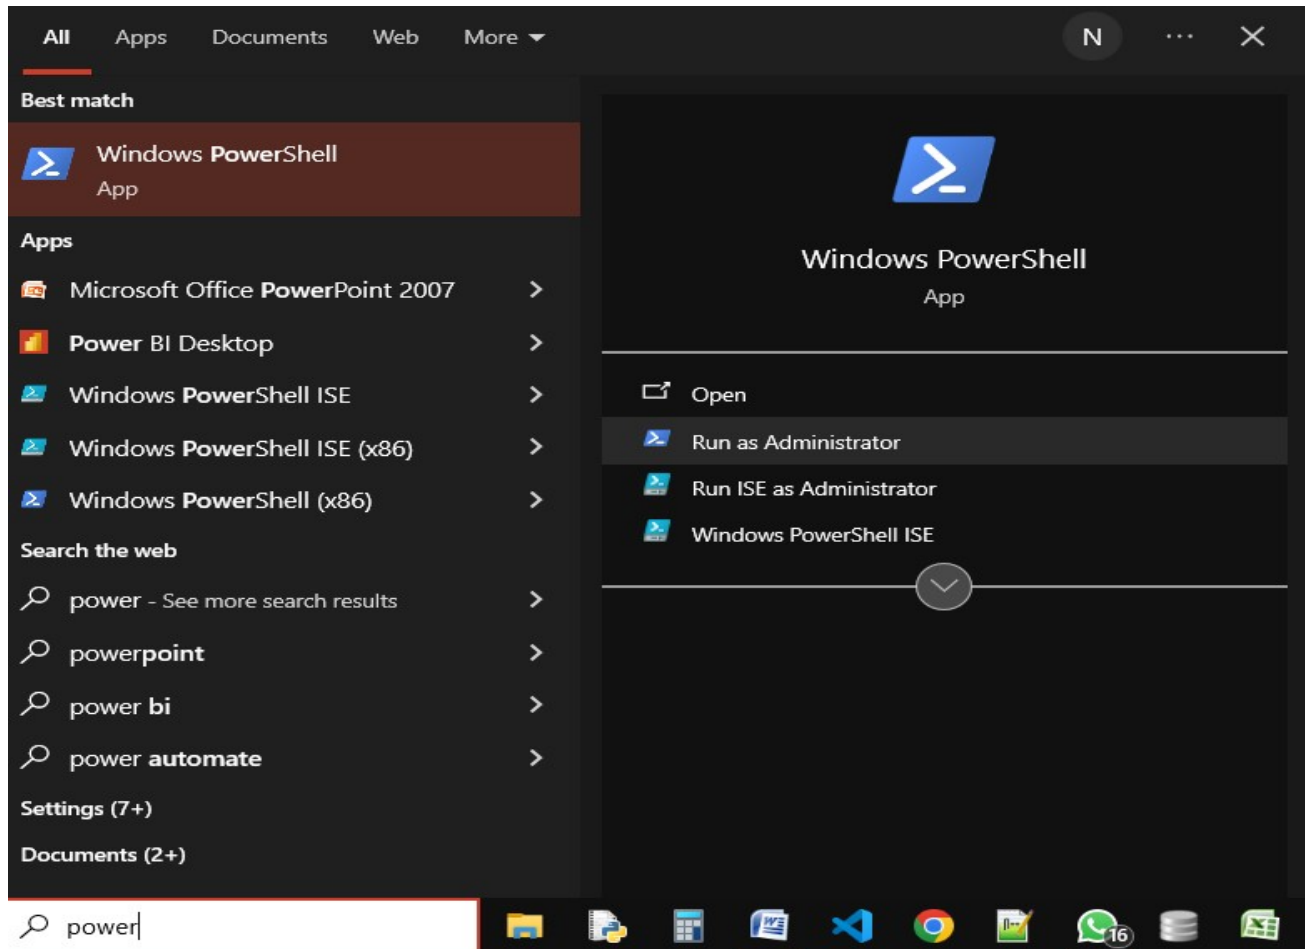 All Apps Documents Web More N
Best match
Windows PowerShell
App
Apps
Microsoft Office PowerPoint 2007
Power BI Desktop
Windows PowerShell ISE
Windows PowerShell ISE (x86)
Windows PowerShell (x86)
Search the web
power - See more search results
powerpoint
power bi
power automate
Settings (7+)
Documents (2+)
Windows PowerShell
App
Open
Run as Administrator
Run ISE as Administrator
Windows PowerShell ISE
power
16